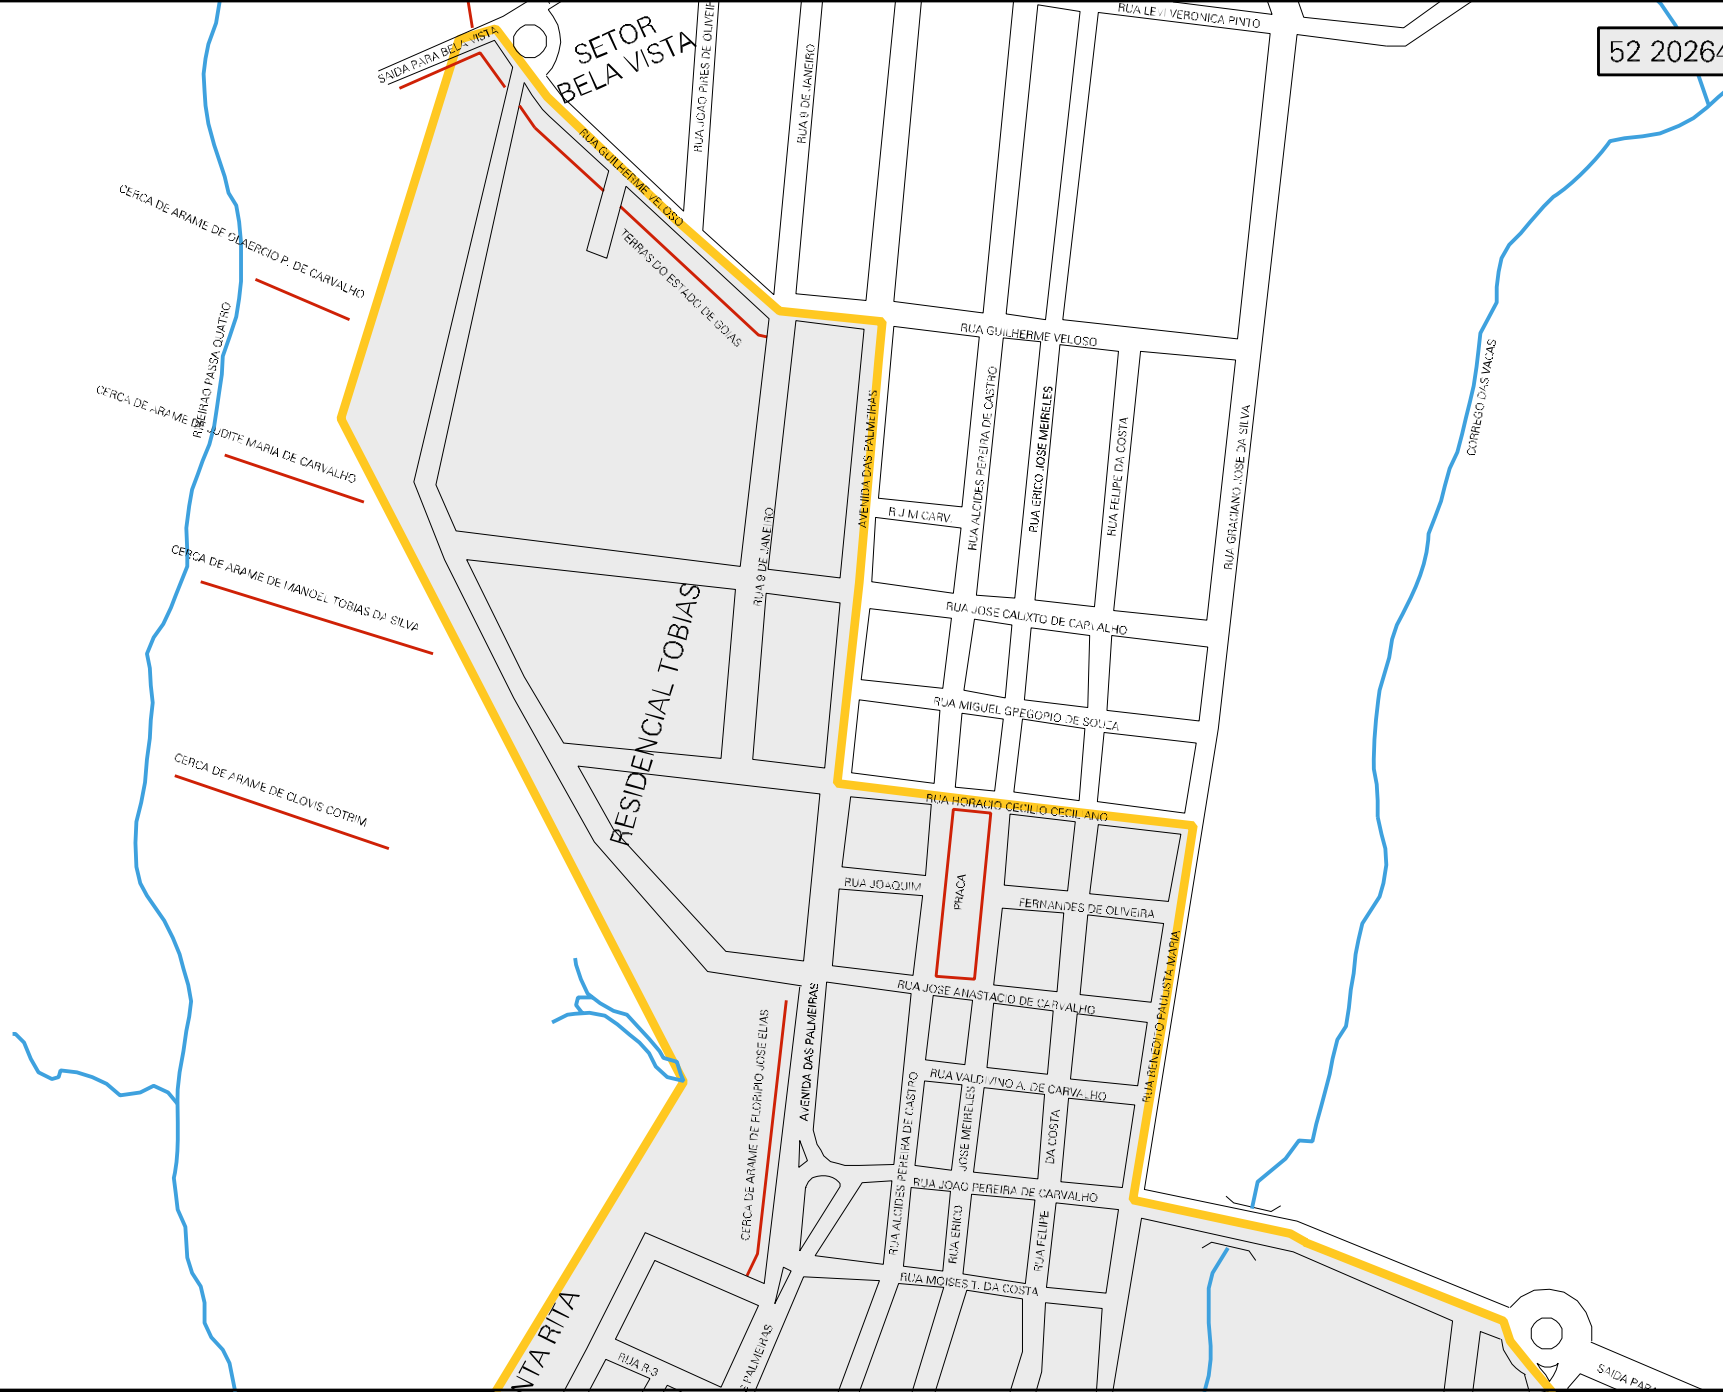 RUA LEVI VERONICA PINTO
52 20264
SAIDA PARA BELA VISTA
SETOR
BELA VISTA
RUA JOAO PIRES DE OLIVEIR
RUA 9 DE JANEIRO
RUA GUILHERME VELOSO
CERCA DE ARAME DE GLAERCIO P. DE CARVALHO
TERRAS DO ESTADO DE GOIAS
RIBEIRAO PASSA QUATRO
RUA GUILHERME VELOSO
CORREGO DAS VACAS
CERCA DE ARAME DE JUDITE MARIA DE CARVALHO
AVENIDA DAS PALMEIRAS
RUA ALCIDES PEREIRA DE CASTRO
RUA ERICO JOSE MEIRELES
RUA FELIPE DA COSTA
RUA GRACIANO JOSE DA SILVA
R J M CARV.
RUA 9 DE JANEIRO
CERCA DE ARAME DE MANOEL TOBIAS DA SILVA
RUA JOSE CALIXTO DE CARVALHO
RESIDENCIAL TOBIAS
RUA MIGUEL GREGORIO DE SOUZA
CERCA DE ARAME DE CLOVIS COTRIM
RUA HORACIO CECILIO CECILIANO
RUA JOAQUIM
PRACA
FERNANDES DE OLIVEIRA
RUA BENEDITO PAULISTA MARIA
RUA JOSE ANASTACIO DE CARVALHO
AVENIDA DAS PALMEIRAS
CERCA DE ARAME DE FLORIPIO JOSE ELIAS
RUA VALDIVINO A. DE CARVALHO
RUA ALCIDES PEREIRA DE CASTRO
JOSE MEIRELES
DA COSTA
RUA JOAO PEREIRA DE CARVALHO
RUA ERICO
RUA FELIPE
RUA MOISES T. DA COSTA
NTA RITA
RUA R-3
PALMEIRAS
SAIDA PARA